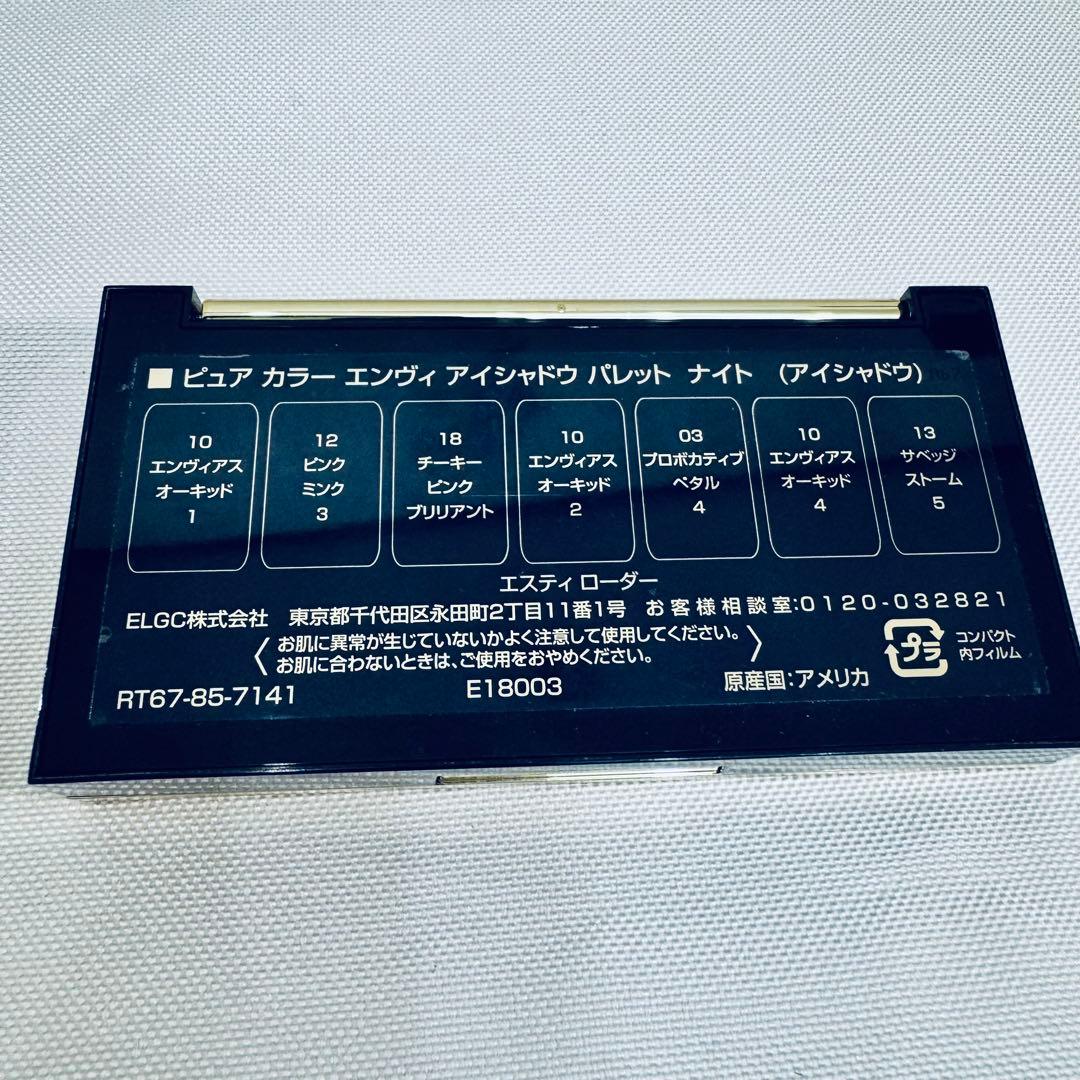 ■ ピュア カラー エンヴィ アイシャドウ パレット ナイト (アイシャドウ)
10
エンヴィアス
オーキッド
1
12
ピンク
ミンク
3
18
チーキー
ピンク
ブリリアント
10
エンヴィアス
オーキッド
2
03
プロボカティブ
ペタル
4
10
エンヴィアス
オーキッド
4
13
サベッジ
ストーム
5
エスティ ローダー
ELGC株式会社 東京都千代田区永田町2丁目11番1号 お客様相談室:0120-032821
お肌に異常が生じていないかよく注意して使用してください。
お肌に合わないときは、ご使用をおやめください。
プラ
コンパクト
内フィルム
RT67-85-7141 E18003 原産国:アメリカ